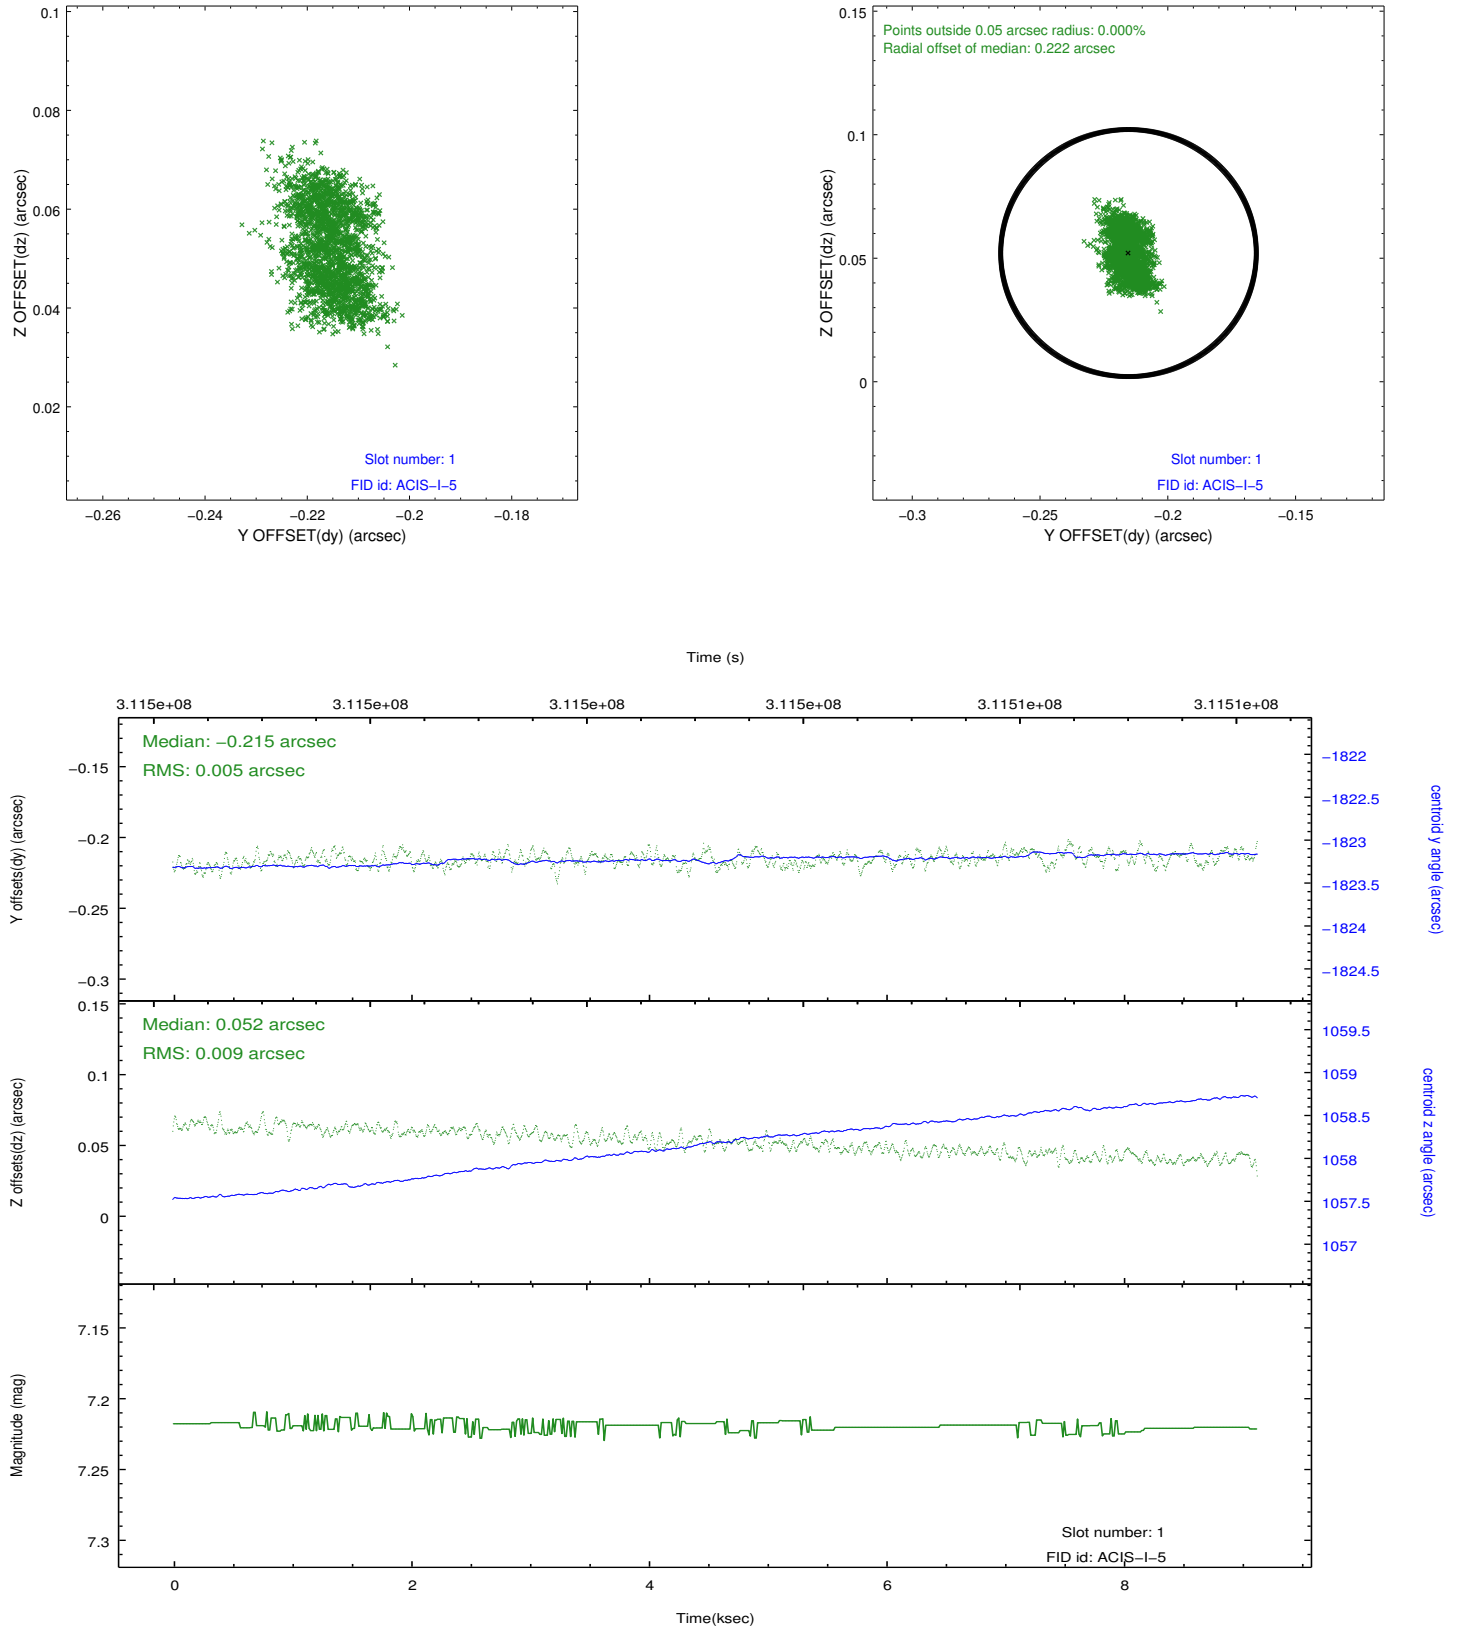 0.1
0.08
0.06
0.04
0.02
Z OFFSET(dz) (arcsec)
Slot number: 1
FID id: ACIS−I−5
−0.26 −0.24 −0.22 −0.2 −0.18
Y OFFSET(dy) (arcsec)
0.15
0.1
0.05
0
Z OFFSET(dz) (arcsec)
Points outside 0.05 arcsec radius: 0.000%
Radial offset of median: 0.222 arcsec
Slot number: 1
FID id: ACIS−I−5
−0.3 −0.25 −0.2 −0.15
Y OFFSET(dy) (arcsec)
Time (s)
3.115e+08 3.115e+08 3.115e+08 3.115e+08 3.1151e+08 3.1151e+08
Median: −0.215 arcsec
RMS: 0.005 arcsec
−0.15
−0.2
−0.25
−0.3
Y offsets(dy) (arcsec)
−1822
−1822.5
−1823
−1823.5
−1824
−1824.5
centroid y angle (arcsec)
Median: 0.052 arcsec
RMS: 0.009 arcsec
0.15
0.1
0.05
0
Z offsets(dz) (arcsec)
1059.5
1059
1058.5
1058
1057.5
1057
centroid z angle (arcsec)
7.15
7.2
7.25
7.3
Magnitude (mag)
Slot number: 1
FID id: ACIS−I−5
0 2 4 6 8
Time(ksec)